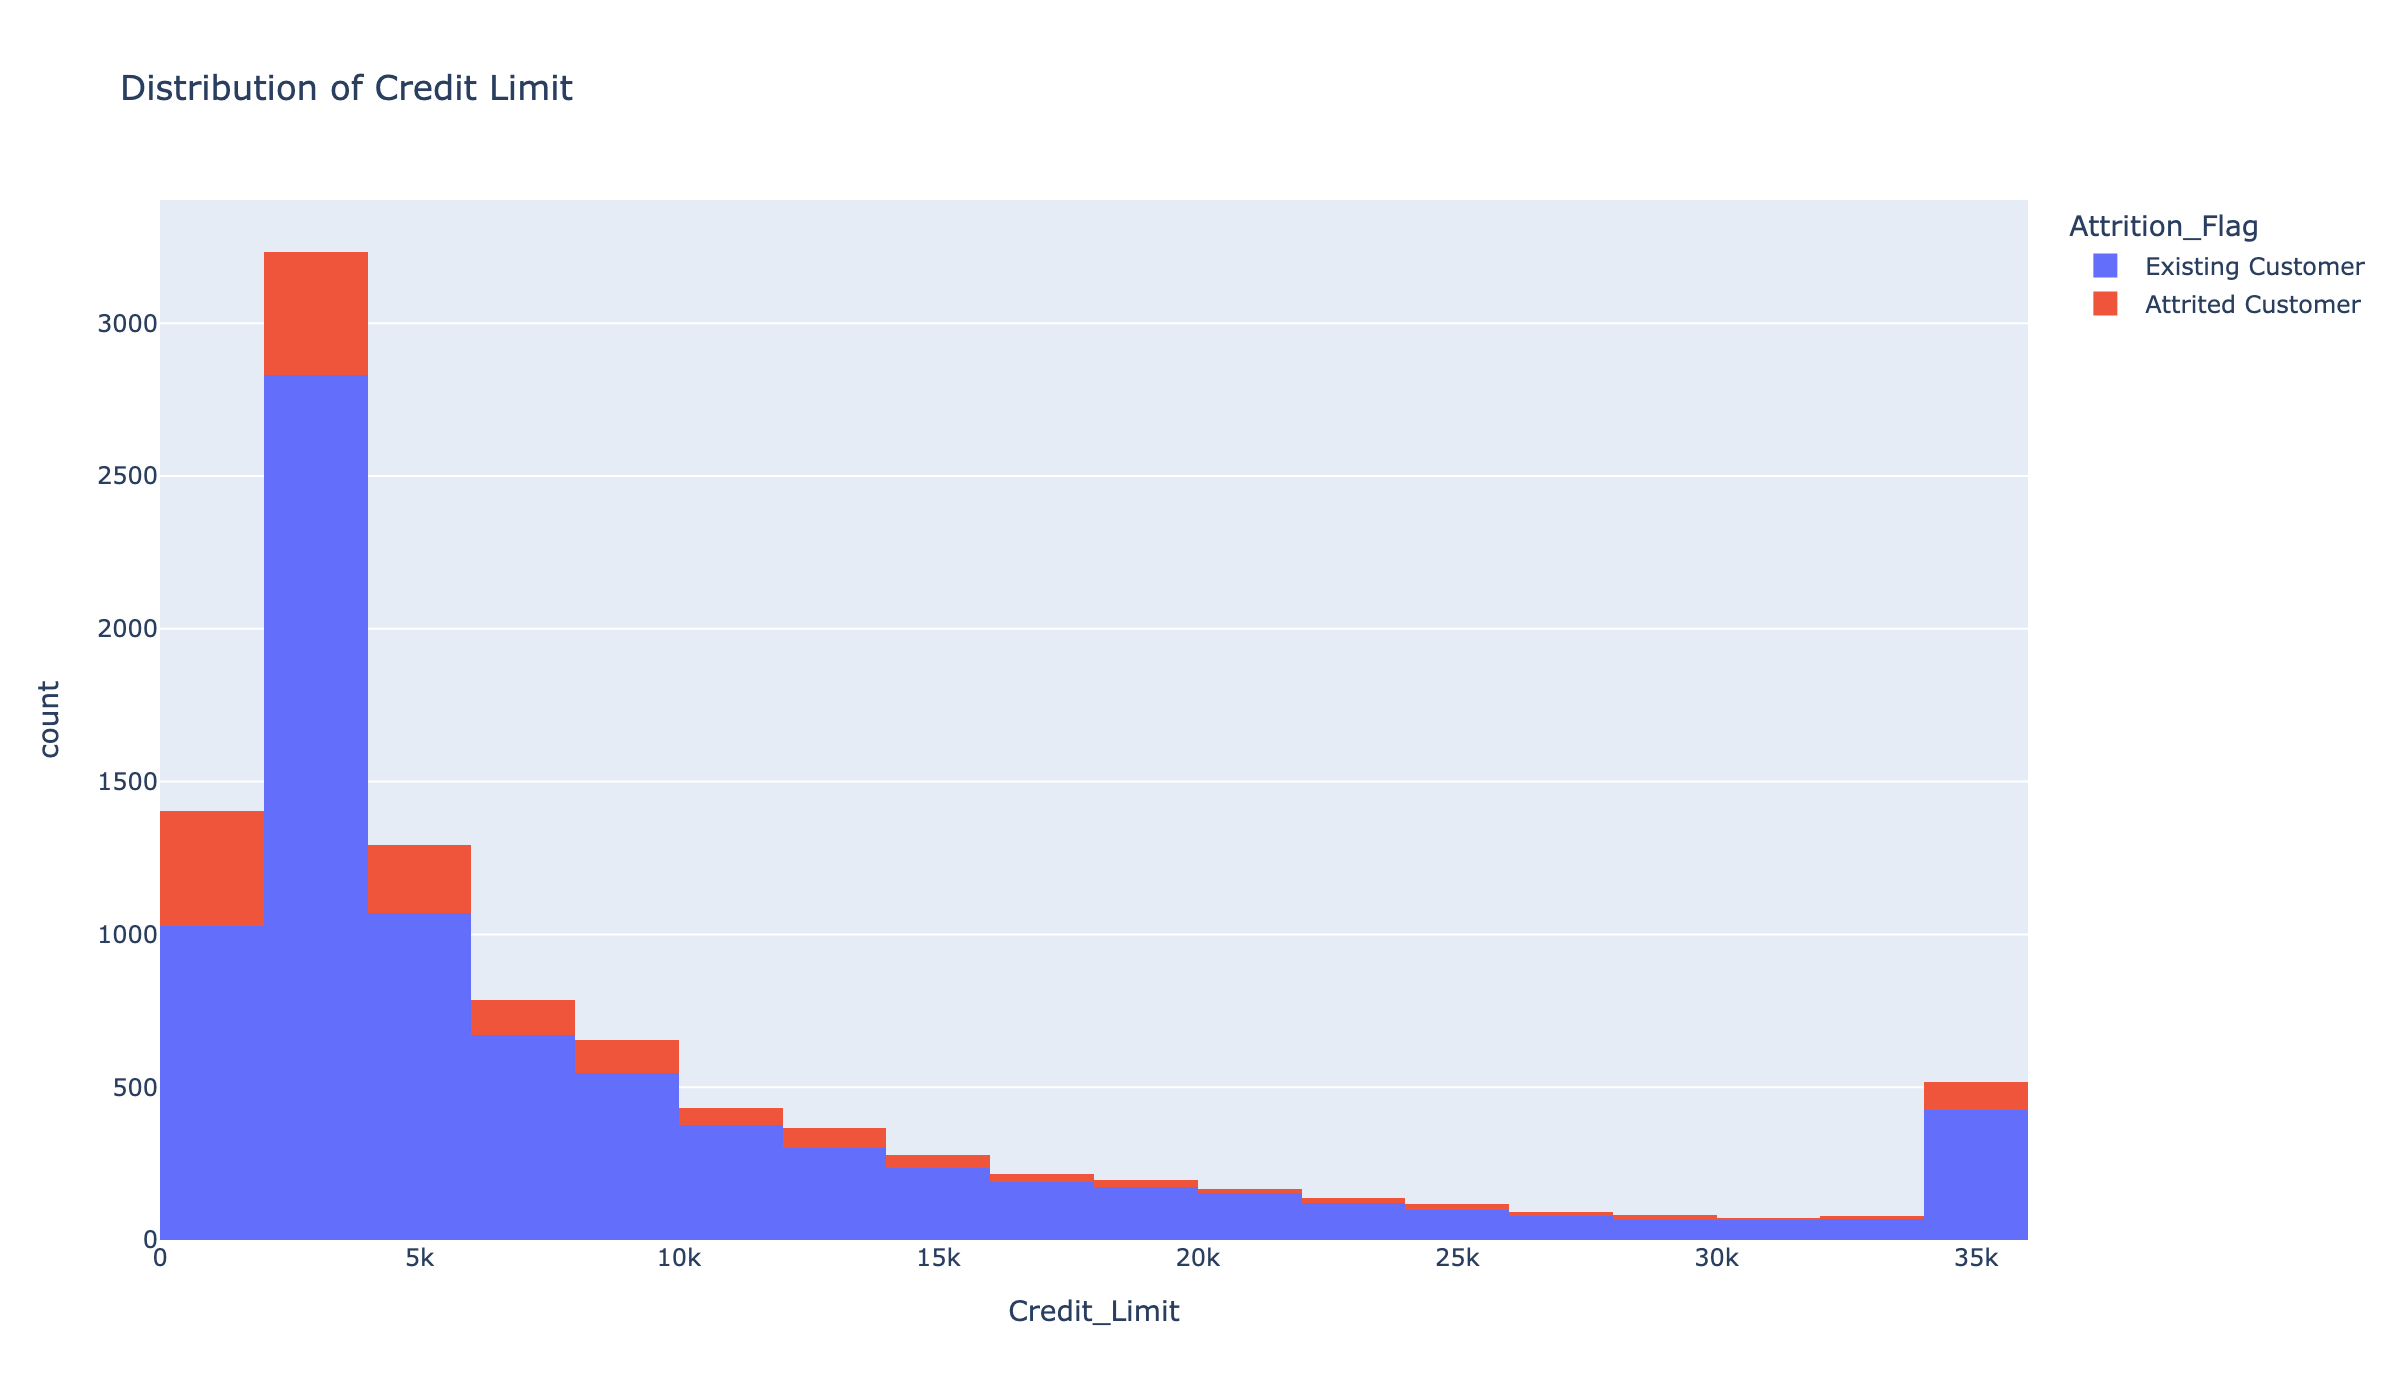 Distribution of Credit Limit
Attrition_Flag
Existing Customer
Attrited Customer
3000
2500
2000
1500
1000
500
0
count
0 5k 10k 15k 20k 25k 30k 35k
Credit_Limit